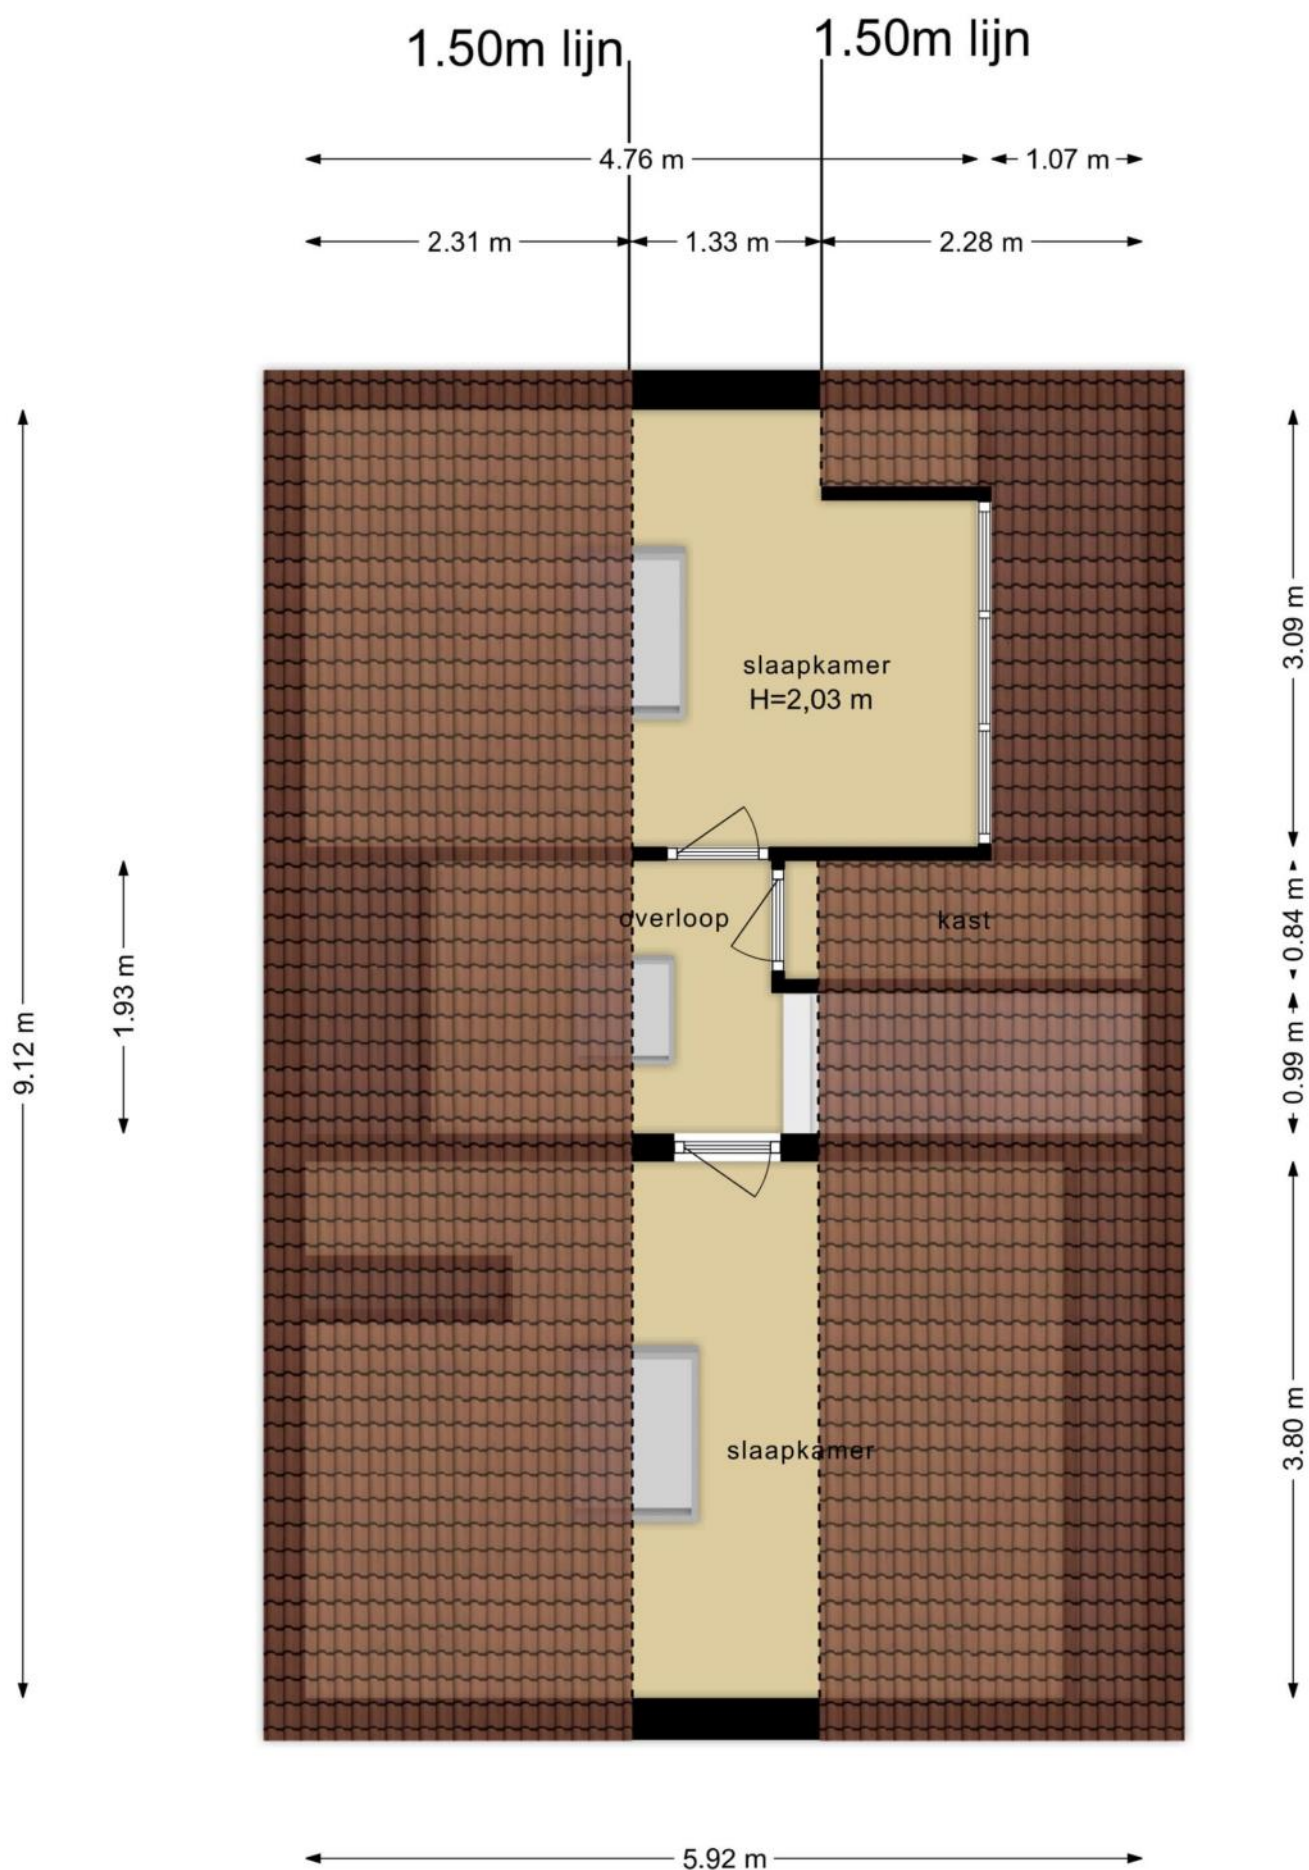 1.50m lijn
1.50m lijn
4.76 m
1.07 m
2.31 m
1.33 m
2.28 m
3.09 m
slaapkamer
H=2,03 m
overloop
kast
0.84 m
1.93 m
0.99 m
9.12 m
3.80 m
slaapkamer
5.92 m